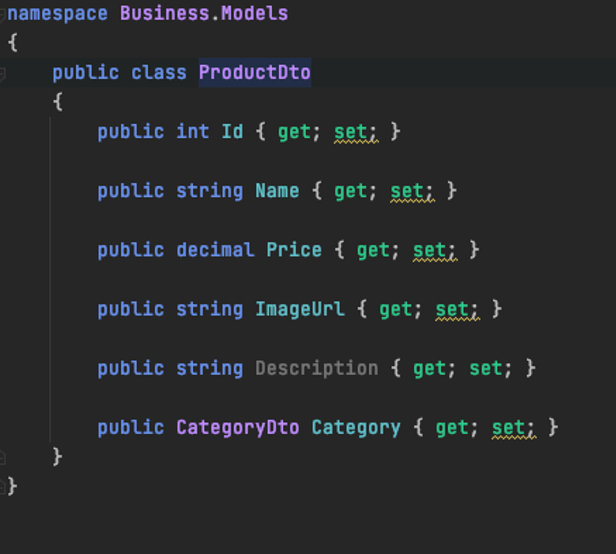 namespace Business.Models
{
public class ProductDto
{
public int Id { get; set; }
public string Name { get; set; }
public decimal Price { get; set; }
public string ImageUrl { get; set; }
public string Description { get; set; }
public CategoryDto Category { get; set; }
}
}